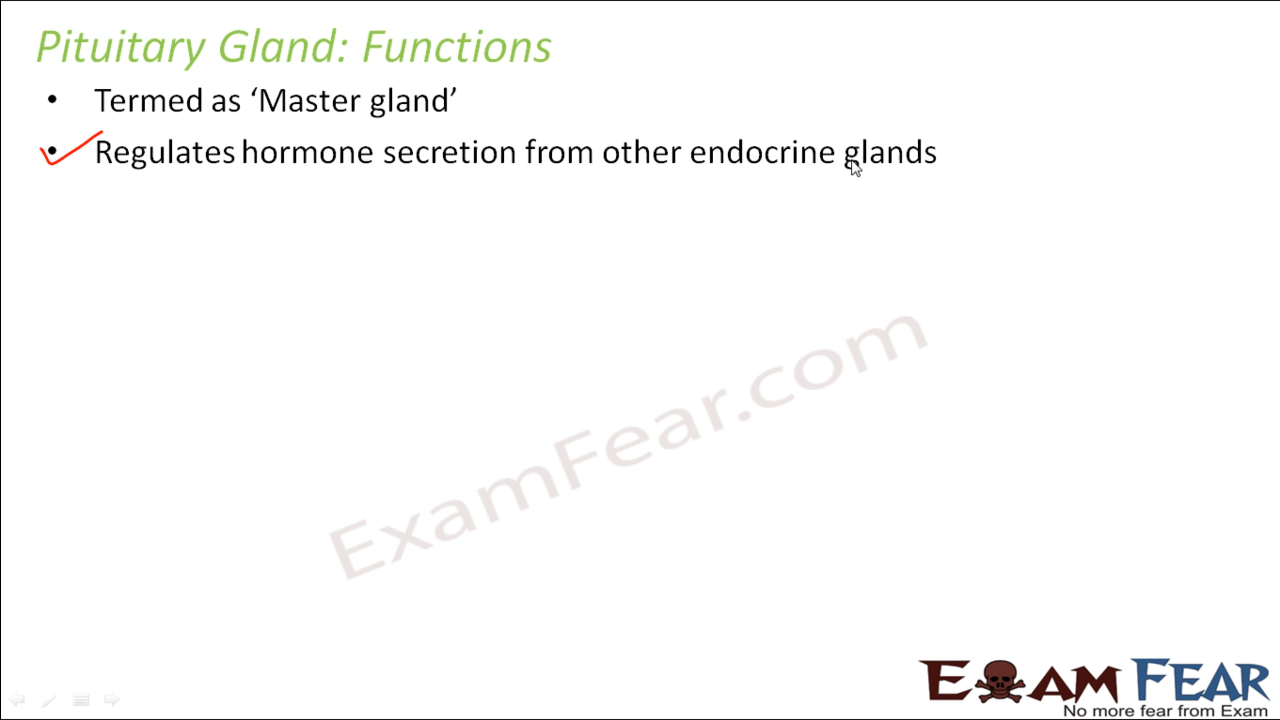 Pituitary Gland: Functions
• Termed as ‘Master gland’
• Regulates hormone secretion from other endocrine glands
ExamFear.com
EXAM FEAR
No more fear from Exam